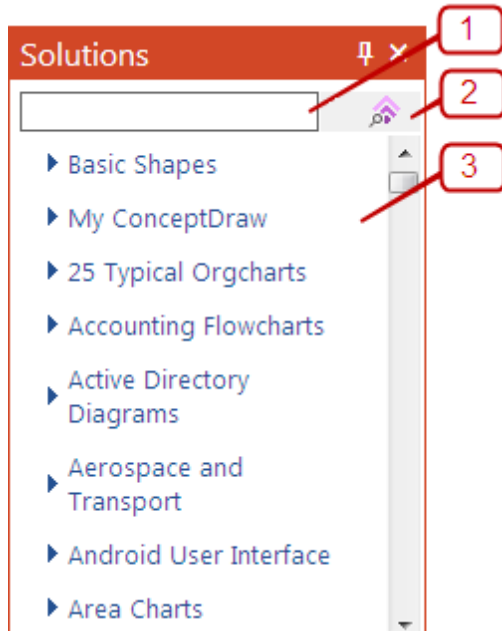 1
Solutions
2
3
Basic Shapes
My ConceptDraw
25 Typical Orgcharts
Accounting Flowcharts
Active Directory
Diagrams
Aerospace and
Transport
Android User Interface
Area Charts